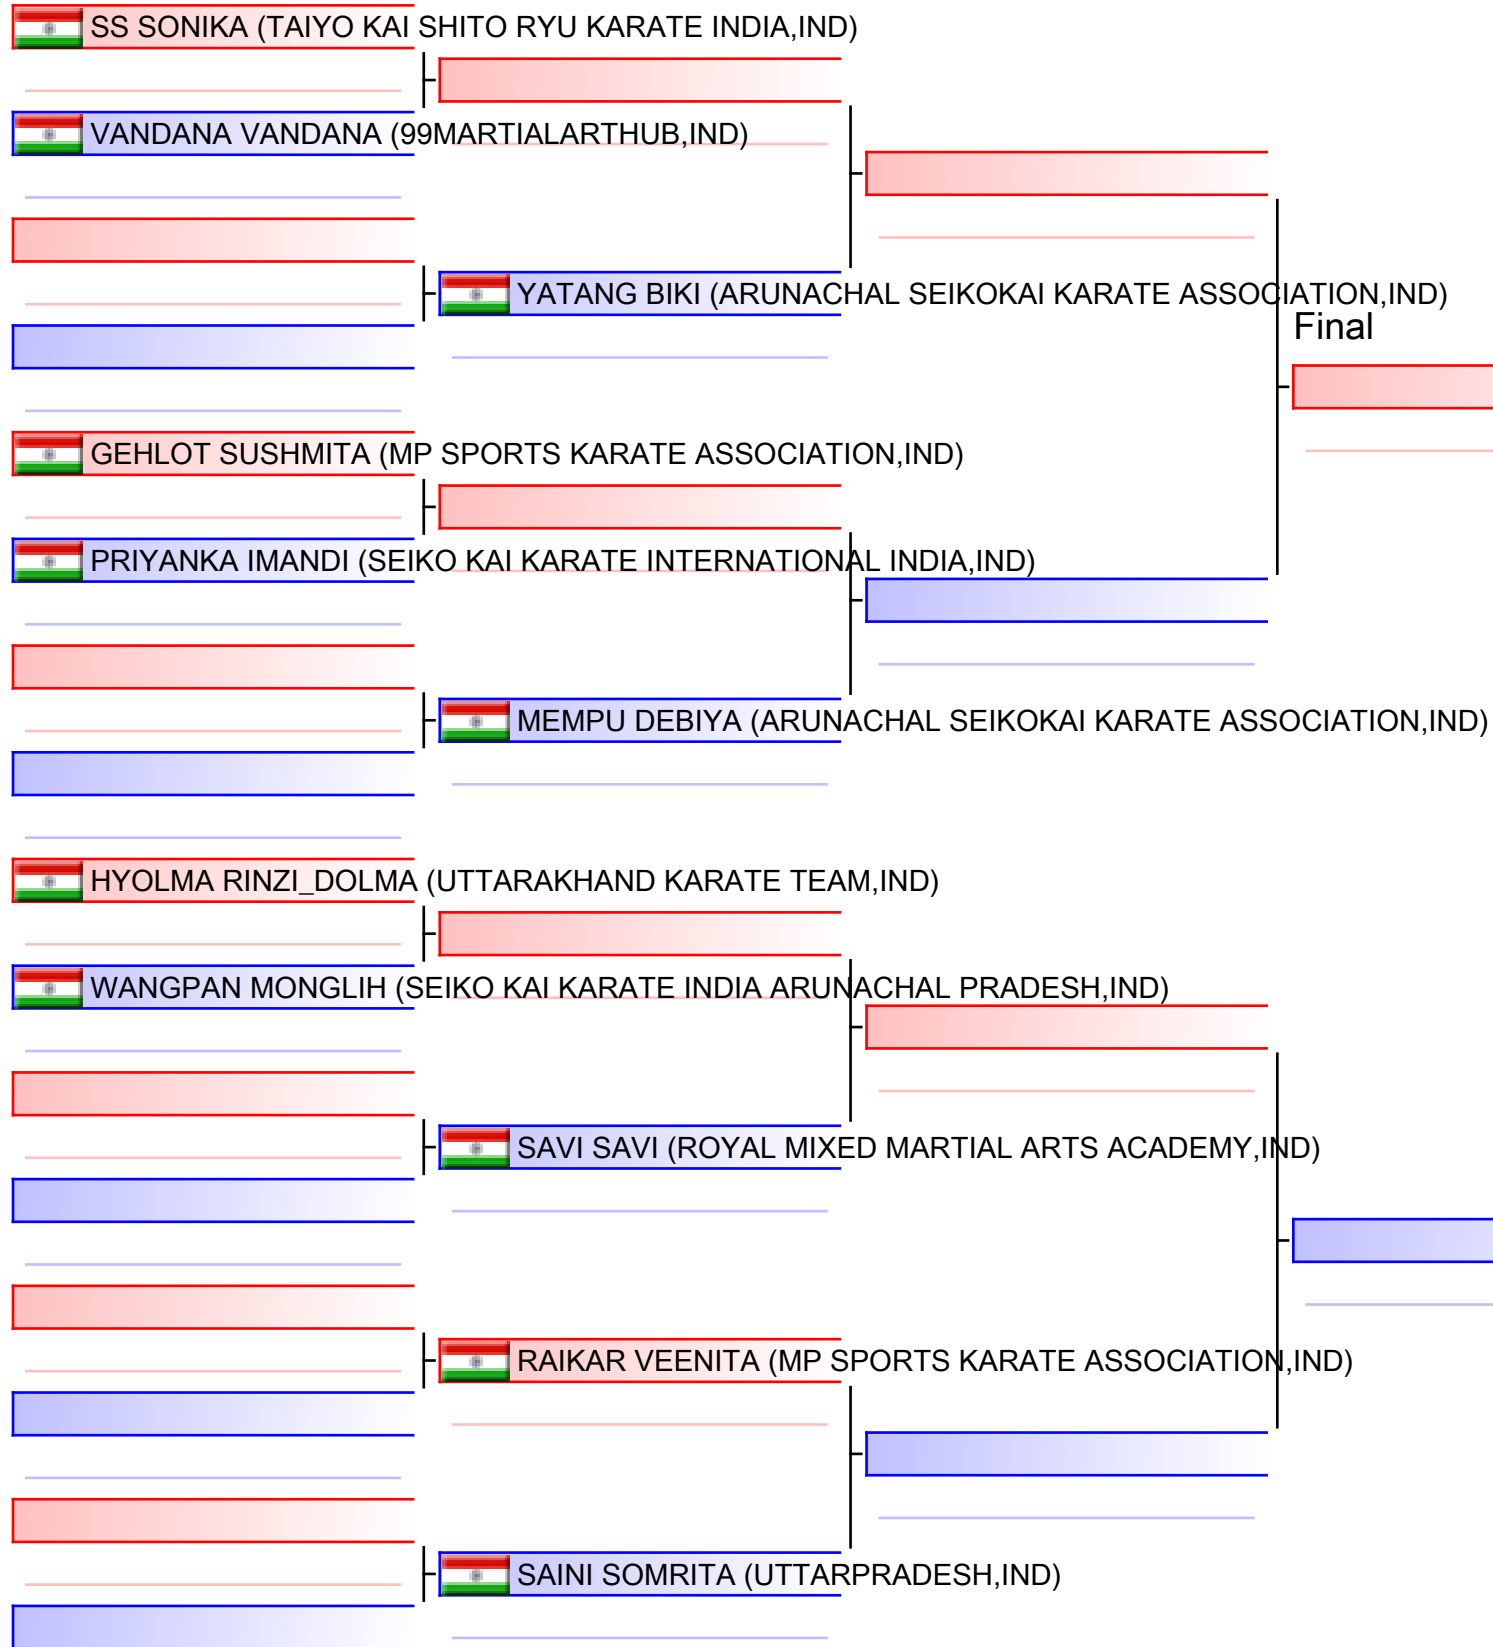 SS SONIKA (TAIYO KAI SHITO RYU KARATE INDIA,IND)
VANDANA VANDANA (99MARTIALARTHUB,IND)
YATANG BIKI (ARUNACHAL SEIKOKAI KARATE ASSOCIATION,IND)
Final
GEHLOT SUSHMITA (MP SPORTS KARATE ASSOCIATION,IND)
PRIYANKA IMANDI (SEIKO KAI KARATE INTERNATIONAL INDIA,IND)
MEMPU DEBIYA (ARUNACHAL SEIKOKAI KARATE ASSOCIATION,IND)
HYOLMA RINZI_DOLMA (UTTARAKHAND KARATE TEAM,IND)
WANGPAN MONGLIH (SEIKO KAI KARATE INDIA ARUNACHAL PRADESH,IND)
SAVI SAVI (ROYAL MIXED MARTIAL ARTS ACADEMY,IND)
RAIKAR VEENITA (MP SPORTS KARATE ASSOCIATION,IND)
SAINI SOMRITA (UTTARPRADESH,IND)